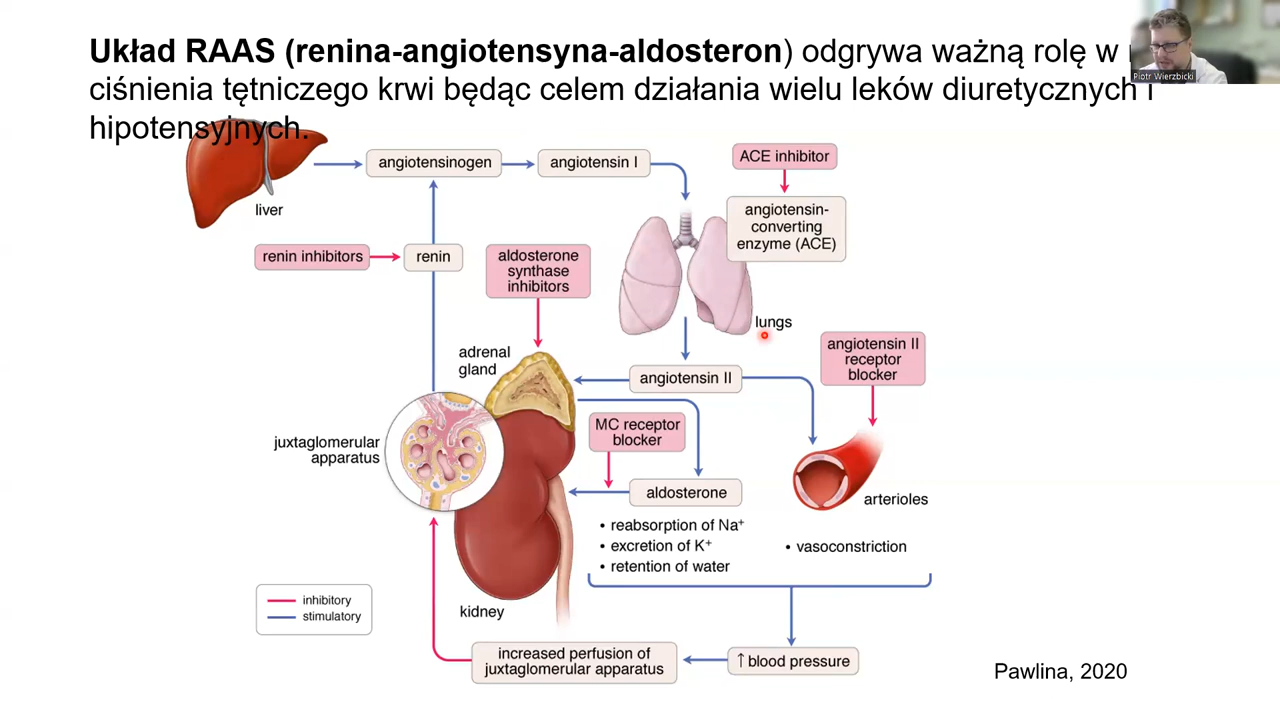 Układ RAAS (renina-angiotensyna-aldosteron) odgrywa ważną rolę w
ciśnienia tętniczego krwi będąc celem działania wielu leków diuretycznych i
hipotensyjnych.
Piotr Wierzbicki
angiotensinogen
angiotensin I
ACE inhibitor
liver
angiotensin-
converting
enzyme (ACE)
renin inhibitors
renin
aldosterone
synthase
inhibitors
lungs
adrenal
gland
angiotensin II
angiotensin II
receptor
blocker
juxtaglomerular
apparatus
MC receptor
blocker
aldosterone
arterioles
• reabsorption of Na⁺
• excretion of K⁺
• retention of water
• vasoconstriction
inhibitory
stimulatory
kidney
increased perfusion of
juxtaglomerular apparatus
↑ blood pressure
Pawlina, 2020